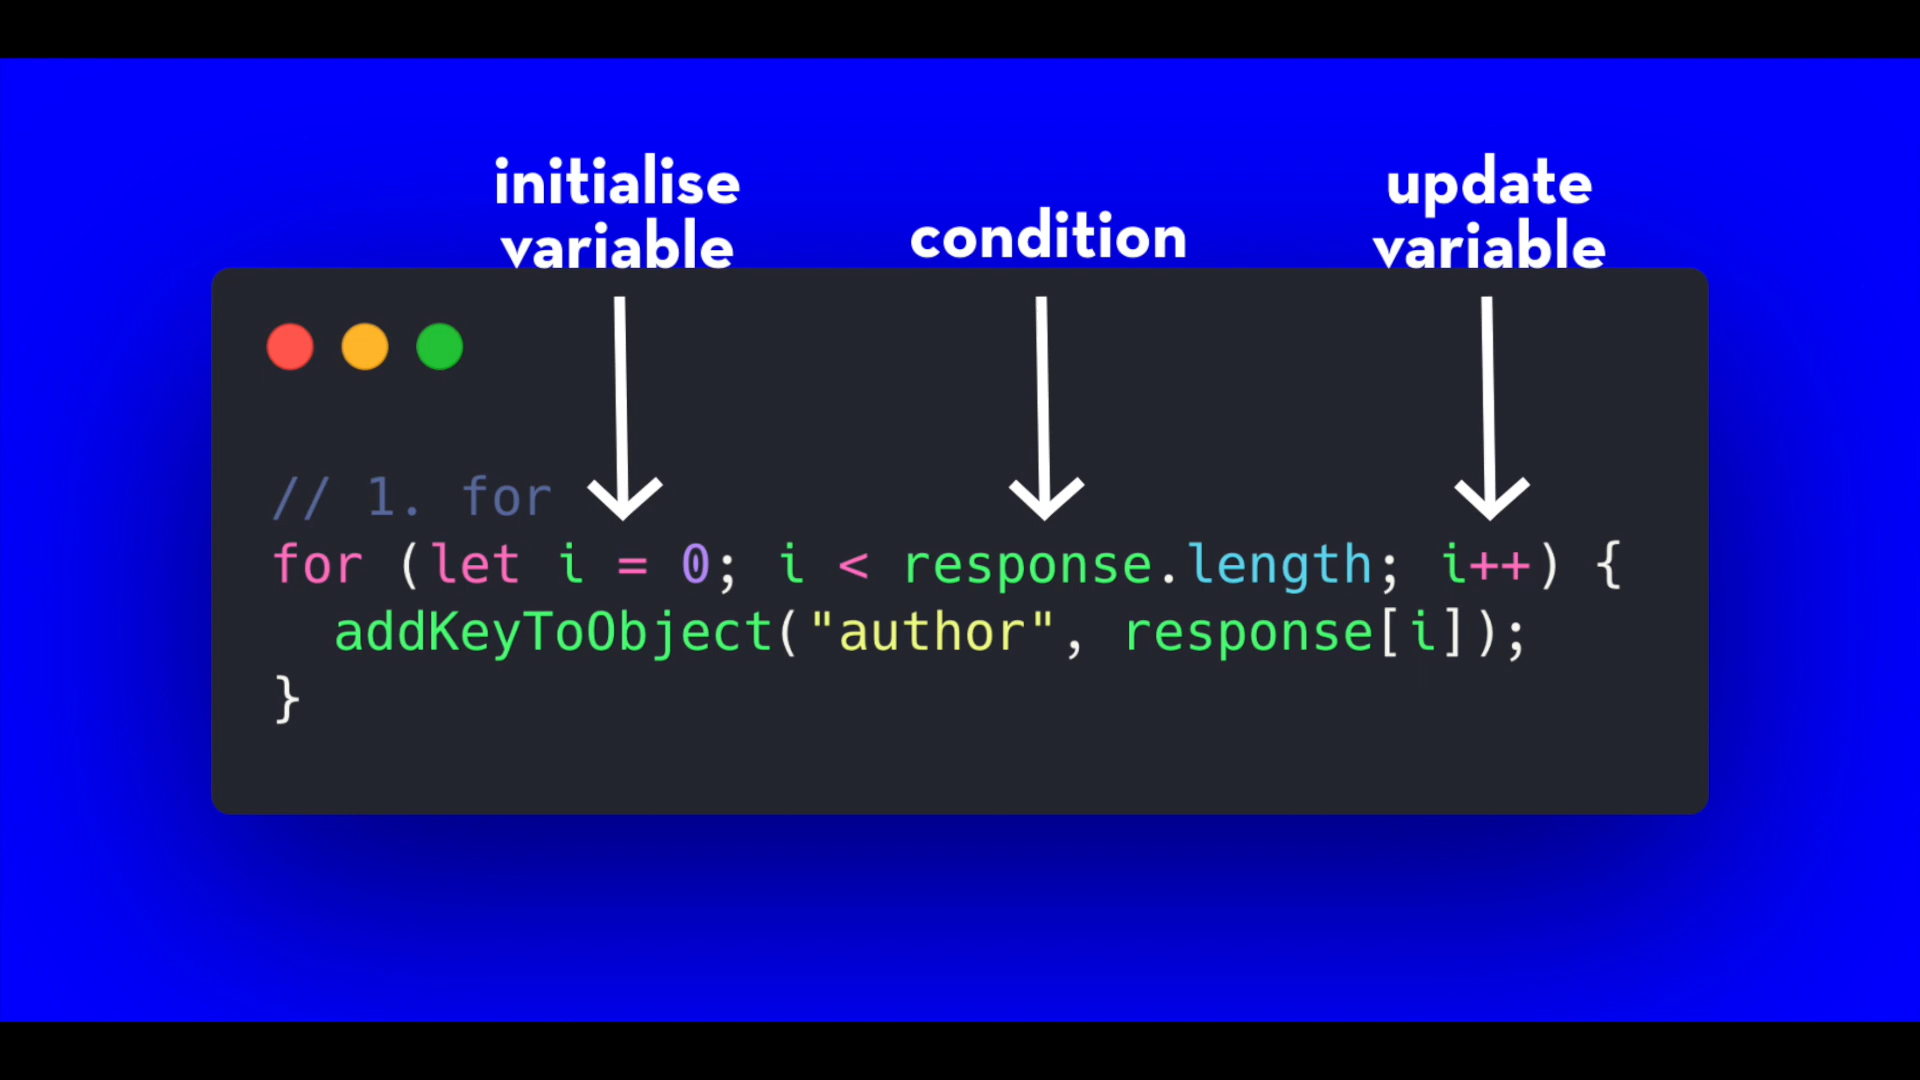 initialise
variable
condition
update
variable
// 1. for
for (let i = 0; i < response.length; i++) {
  addKeyToObject("author", response[i]);
}